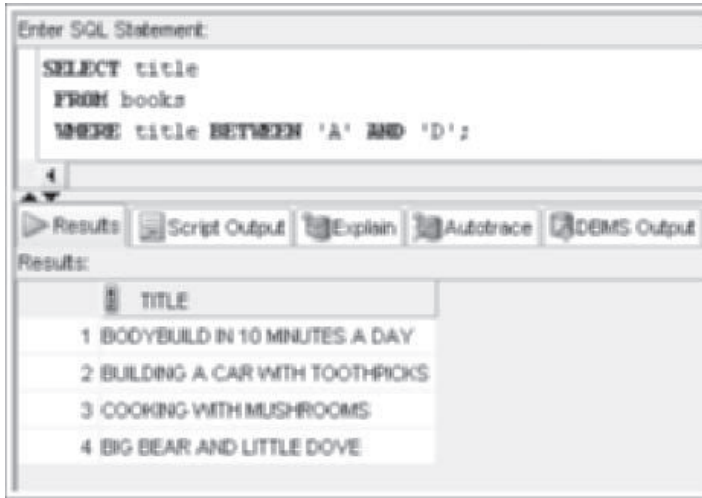 Enter SQL Statement:
SELECT title
FROM books
WHERE title BETWEEN 'A' AND 'D';
Results Script Output Explain Autotrace DBMS Output
Results:
TITLE
1 BODYBUILD IN 10 MINUTES A DAY
2 BUILDING A CAR WITH TOOTHPICKS
3 COOKING WITH MUSHROOMS
4 BIG BEAR AND LITTLE DOVE